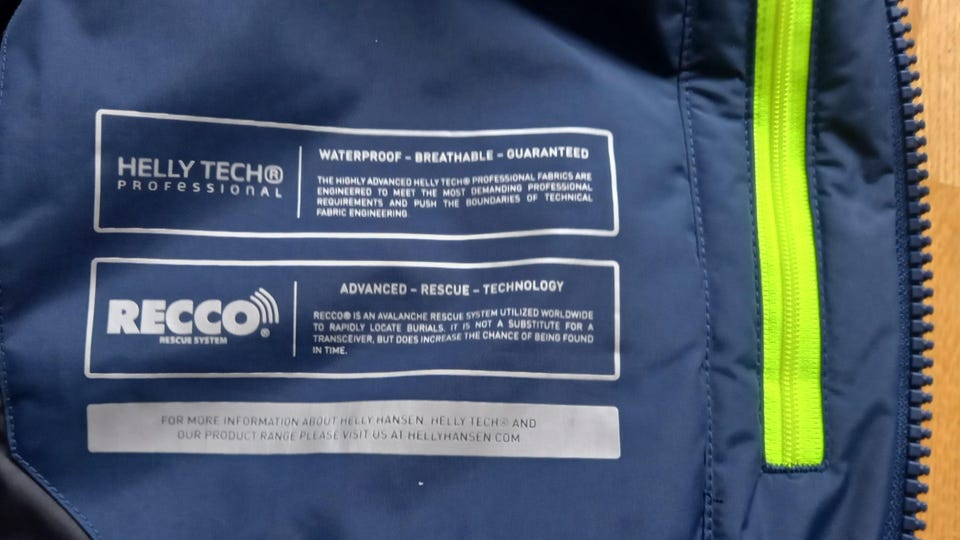 HELLY TECH®
PROFESSIONAL
WATERPROOF - BREATHABLE - GUARANTEED
THE HIGHLY ADVANCED HELLY TECH® PROFESSIONAL FABRICS ARE
ENGINEERED TO MEET THE MOST DEMANDING PROFESSIONAL
REQUIREMENTS AND PUSH THE BOUNDARIES OF TECHNICAL
FABRIC ENGINEERING
RECCO®
RESCUE SYSTEM
ADVANCED - RESCUE - TECHNOLOGY
RECCO® IS AN AVALANCHE RESCUE SYSTEM UTILIZED WORLDWIDE
TO RAPIDLY LOCATE BURIALS. IT IS NOT A SUBSTITUTE FOR A
TRANSCEIVER, BUT DOES INCREASE THE CHANCE OF BEING FOUND
IN TIME.
FOR MORE INFORMATION ABOUT HELLY HANSEN, HELLY TECH® AND
OUR PRODUCT RANGE PLEASE VISIT US AT HELLYHANSEN.COM